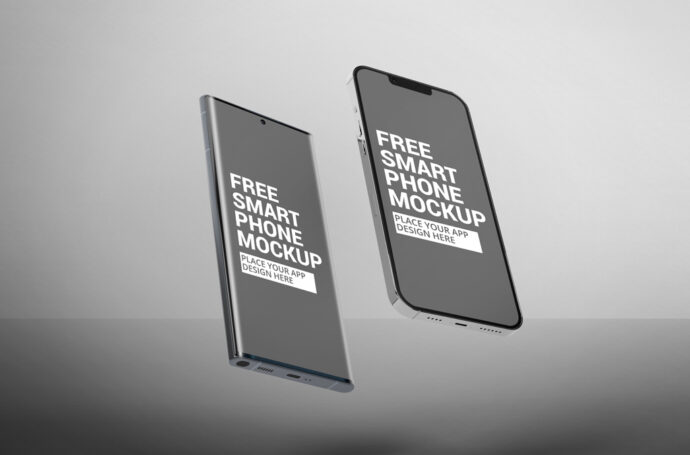 FREE
SMART
PHONE
MOCKUP
PLACE YOUR APP
DESIGN HERE
FREE
SMART
PHONE
MOCKUP
PLACE YOUR APP
DESIGN HERE